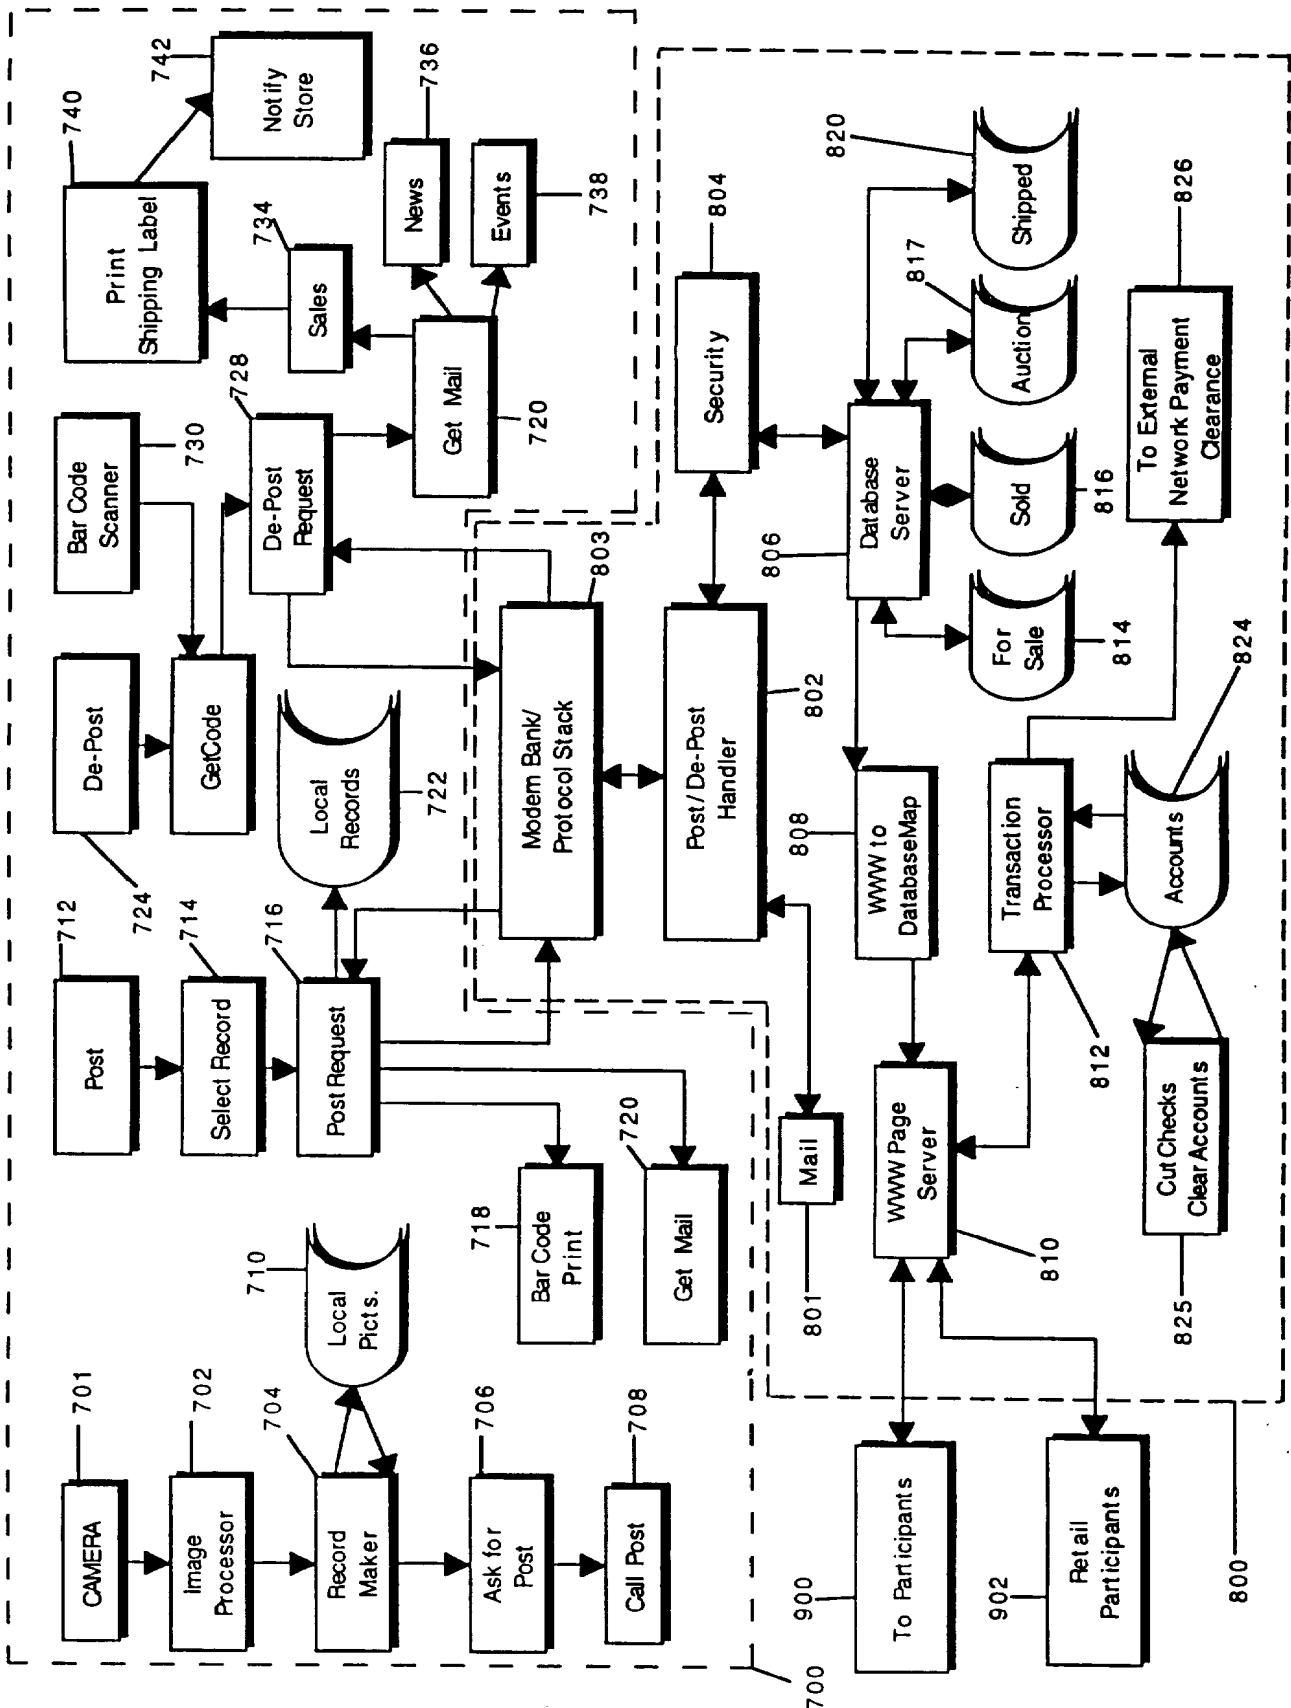 CAMERA
701
Image
Processor
702
Record
Maker
704
Local
Picts.
710
Ask for
Post
706
Call Post
708
Post
712
Select Record
714
Post Request
716
Local
Records
722
Bar Code
Print
718
Get Mail
720
De-Post
724
GetCode
Bar Code
Scanner
730
De-Post
Request
728
Get Mail
720
Sales
734
News
736
Events
738
Print
Shipping Label
740
Notify
Store
742
700
Modem Bank/
Protocol Stack
803
Post/De-Post
Handler
802
Security
804
Mail
801
Database
Server
806
WWW to
DatabaseMap
808
WWW Page
Server
810
For
Sale
814
Sold
816
Auction
817
Shipped
820
Transaction
Processor
812
Accounts
824
Cut Checks
Clear Accounts
825
To External
Network Payment
Clearance
826
To Participants
900
Retail
Participants
902
800